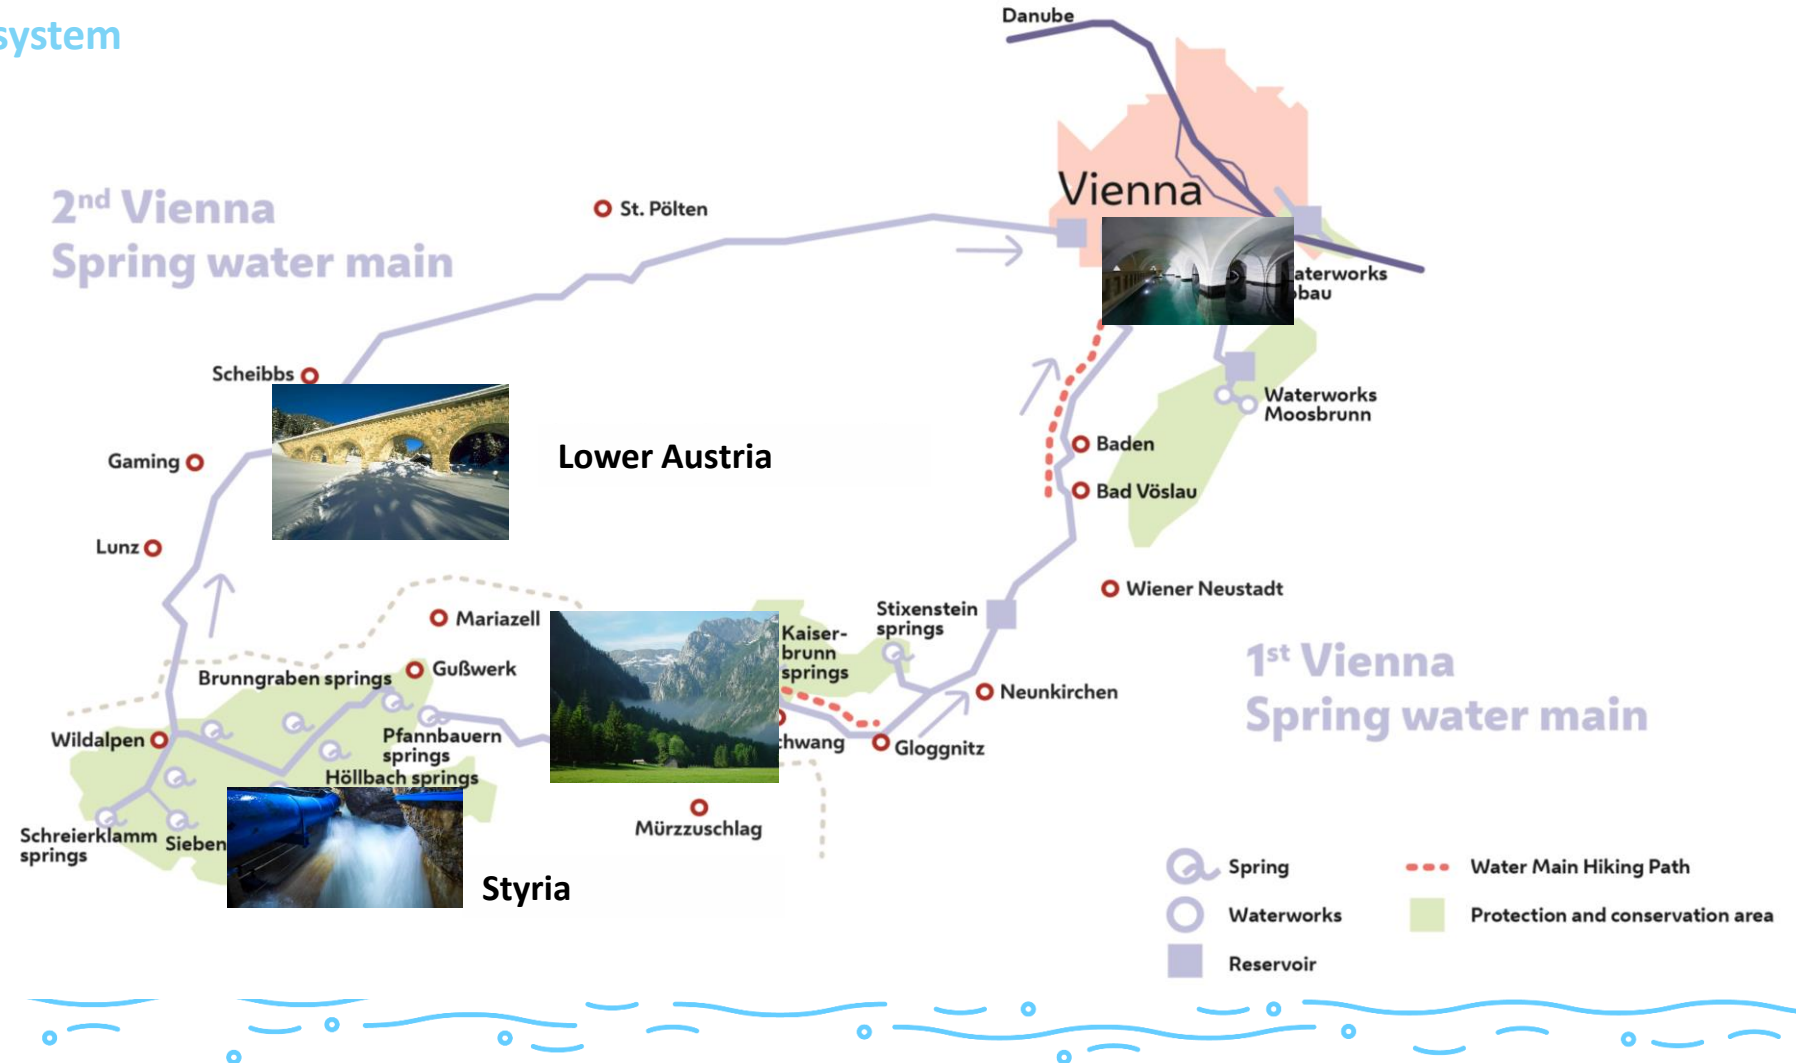 system
Danube
2nd Vienna
Spring water main
St. Pölten
Vienna
Scheibbs
Waterworks
Moosbrunn
Gaming
Lower Austria
Baden
Bad Vöslau
Lunz
Wiener Neustadt
Mariazell
Stixenstein
springs
Kaiser-
brunn
springs
Brunngraben springs
Gußwerk
Neunkirchen
1st Vienna
Spring water main
Wildalpen
Pfannbauern
springs
Gloggnitz
Höllbach springs
Mürzzuschlag
Schreierklamm
springs
Sieben
Styria
Spring
Waterworks
Reservoir
Water Main Hiking Path
Protection and conservation area